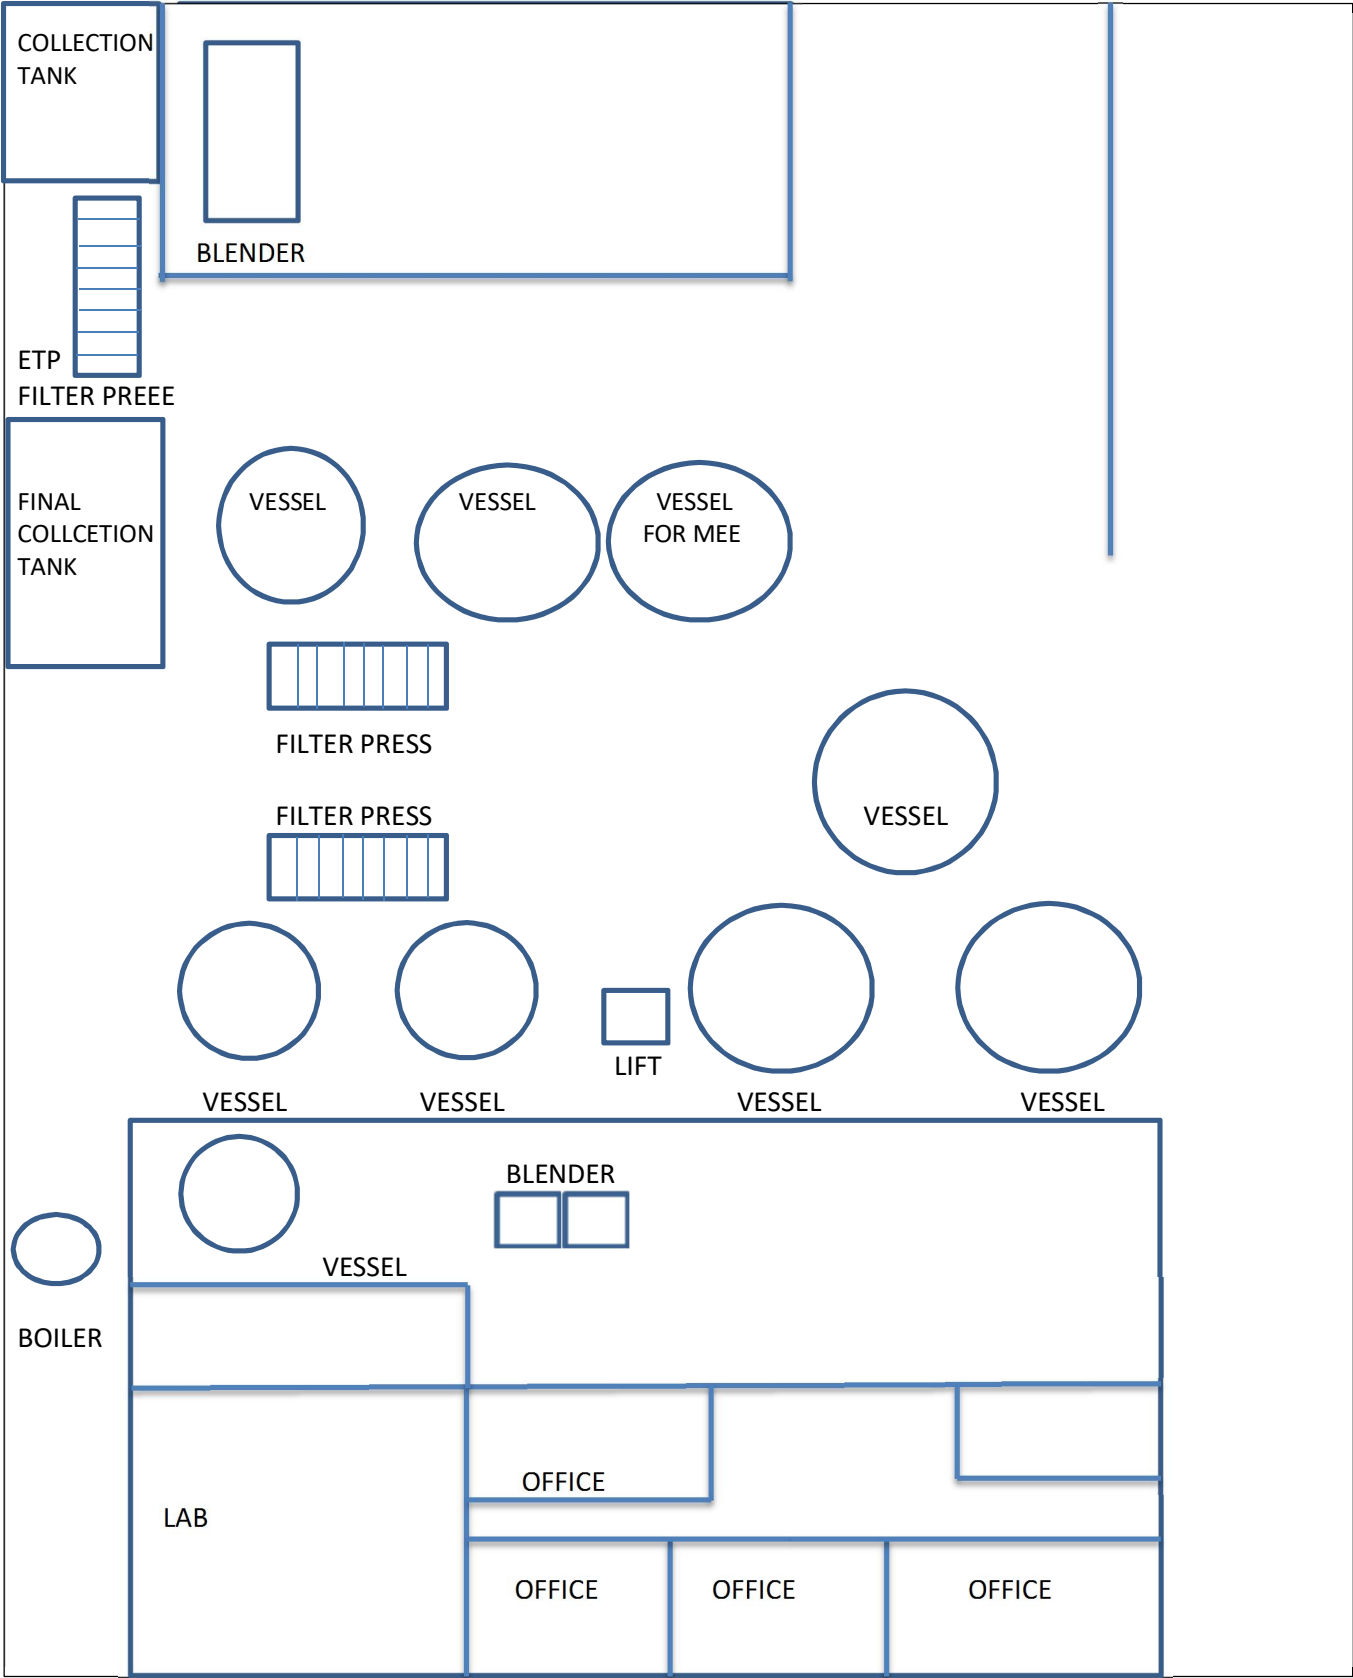 COLLECTION
TANK
BLENDER
ETP
FILTER PREEE
FINAL
COLLCETION
TANK
VESSEL
VESSEL
VESSEL
FOR MEE
FILTER PRESS
VESSEL
FILTER PRESS
LIFT
VESSEL
VESSEL
VESSEL
VESSEL
BLENDER
VESSEL
BOILER
OFFICE
LAB
OFFICE
OFFICE
OFFICE